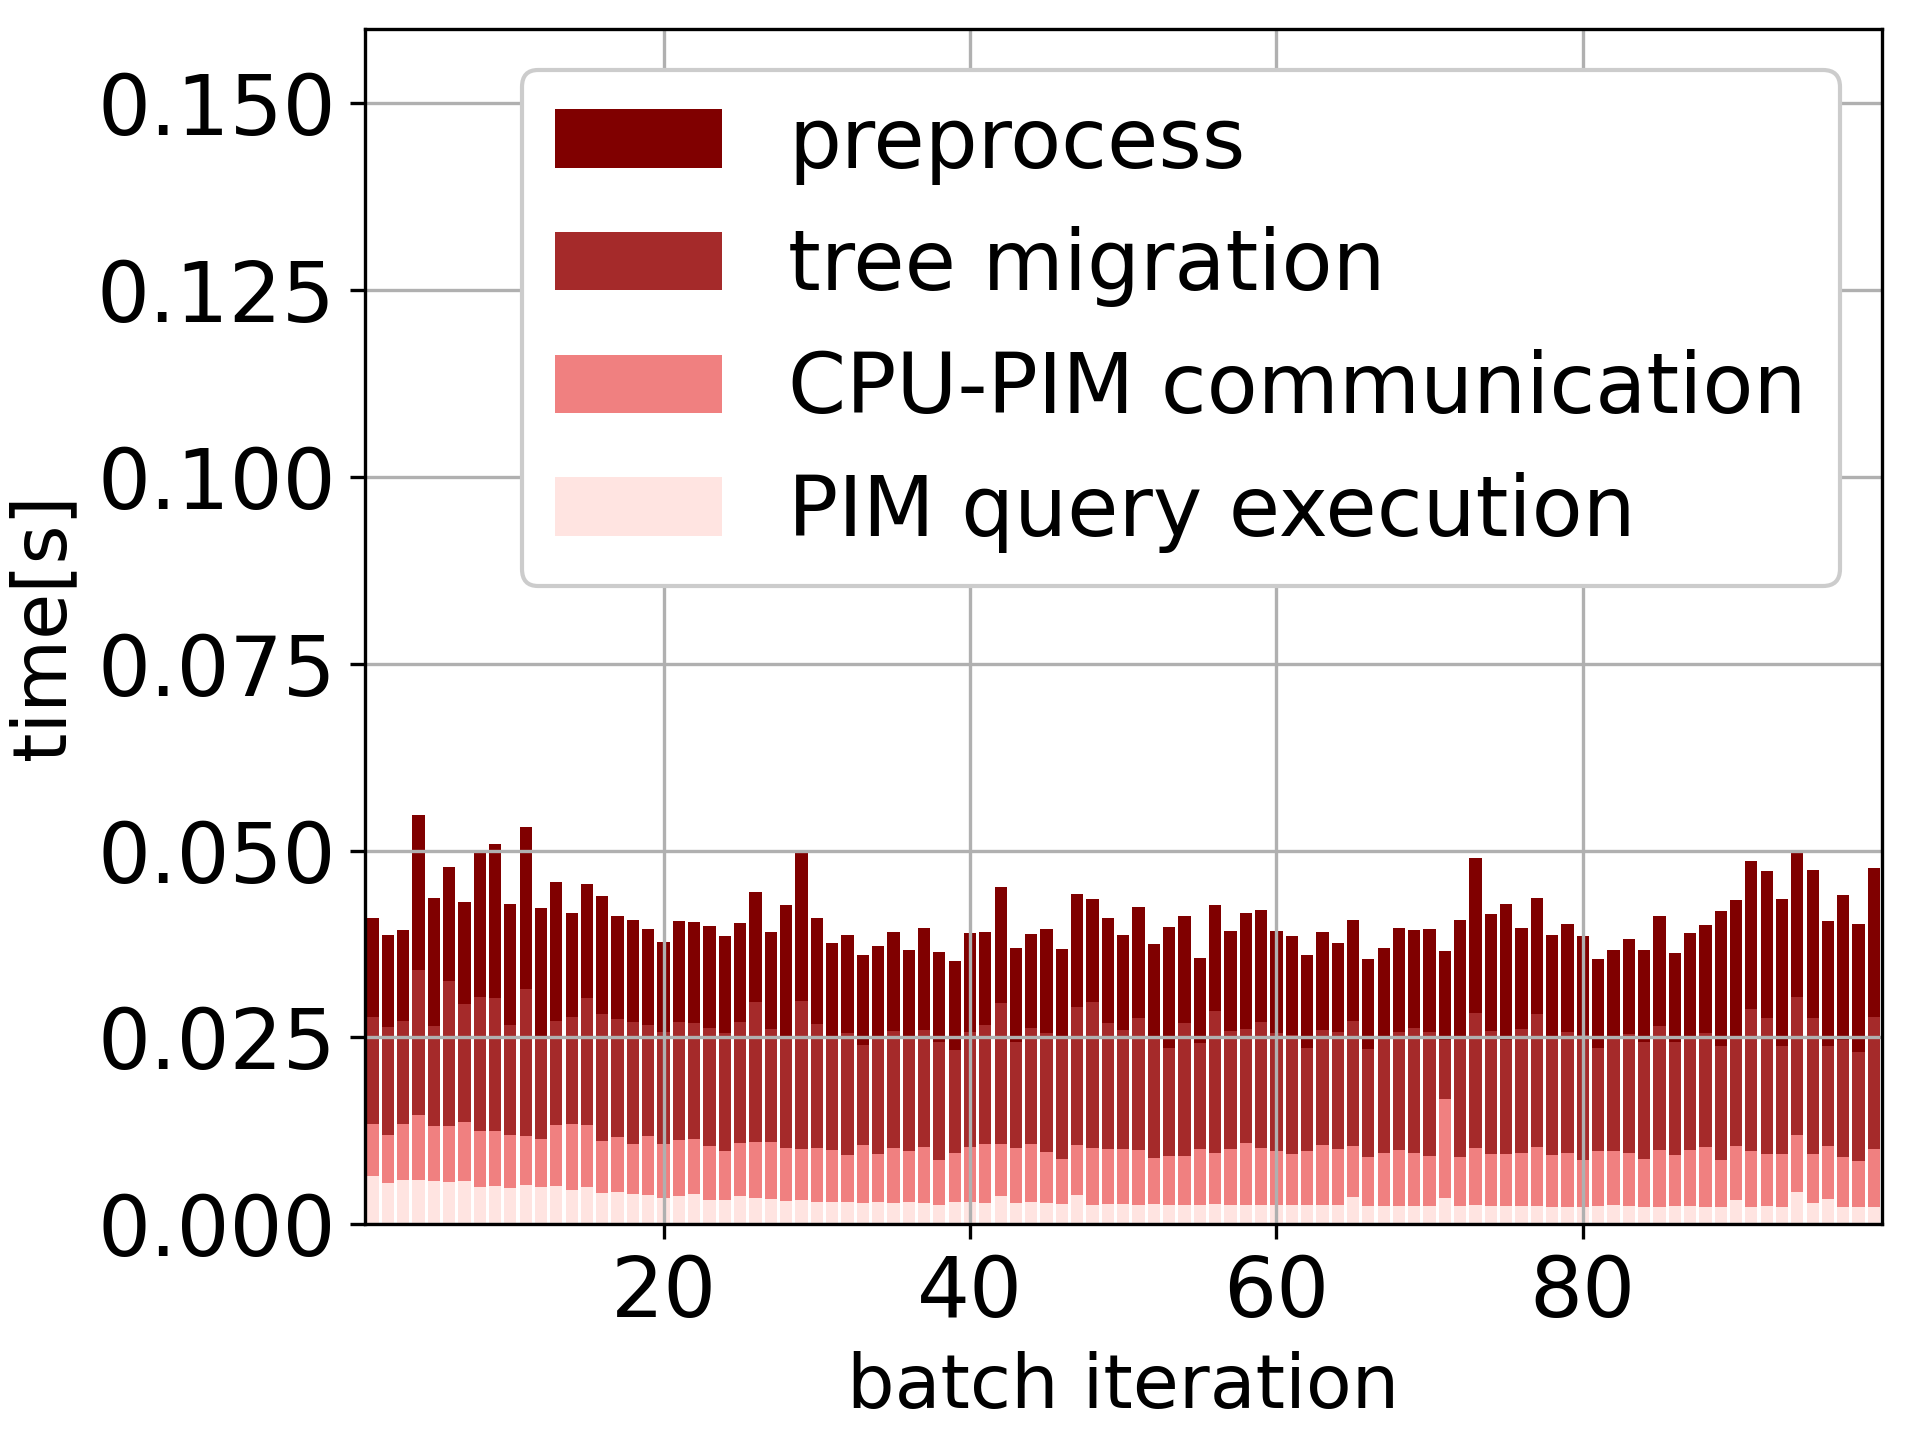 0.150
0.125
0.100
0.075
0.050
0.025
0.000
time[s]
preprocess
tree migration
CPU-PIM communication
PIM query execution
20 40 60 80
batch iteration